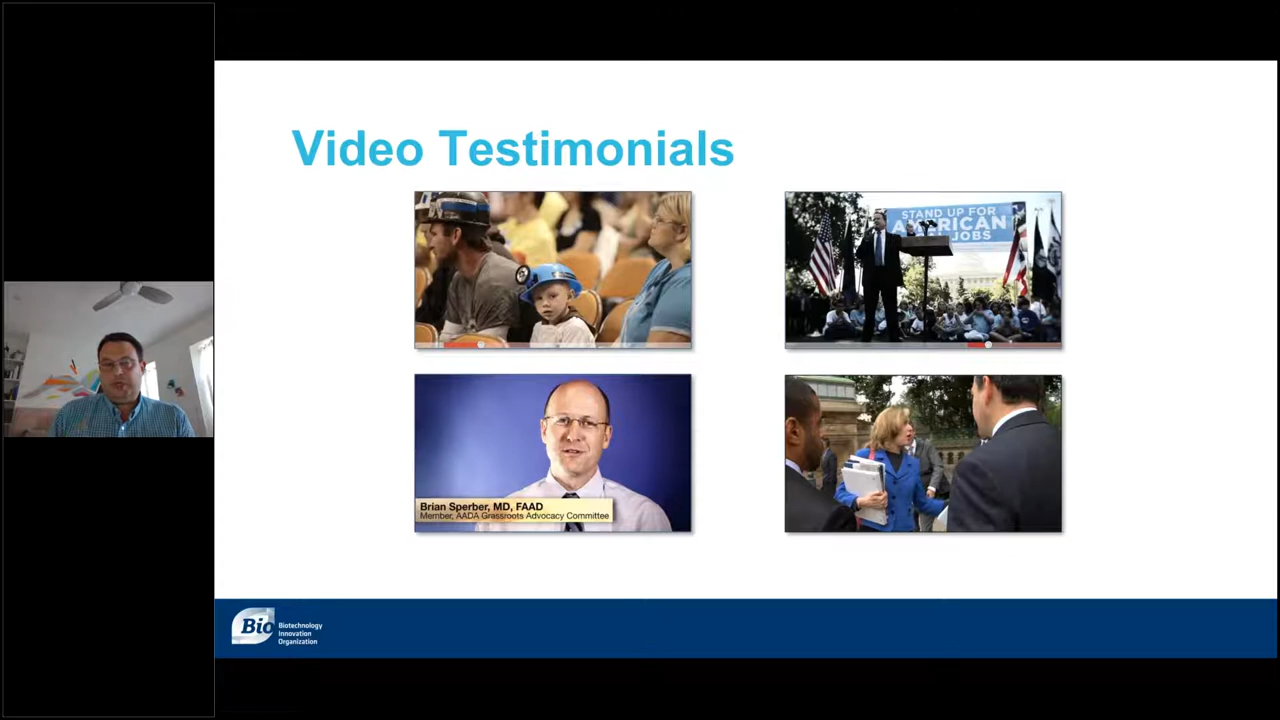 Video Testimonials
STAND UP FOR
AMERICAN
JOBS
Brian Sperber, MD, FAAD
Member, AADA Grassroots Advocacy Committee
Bio
Biotechnology
Innovation
Organization